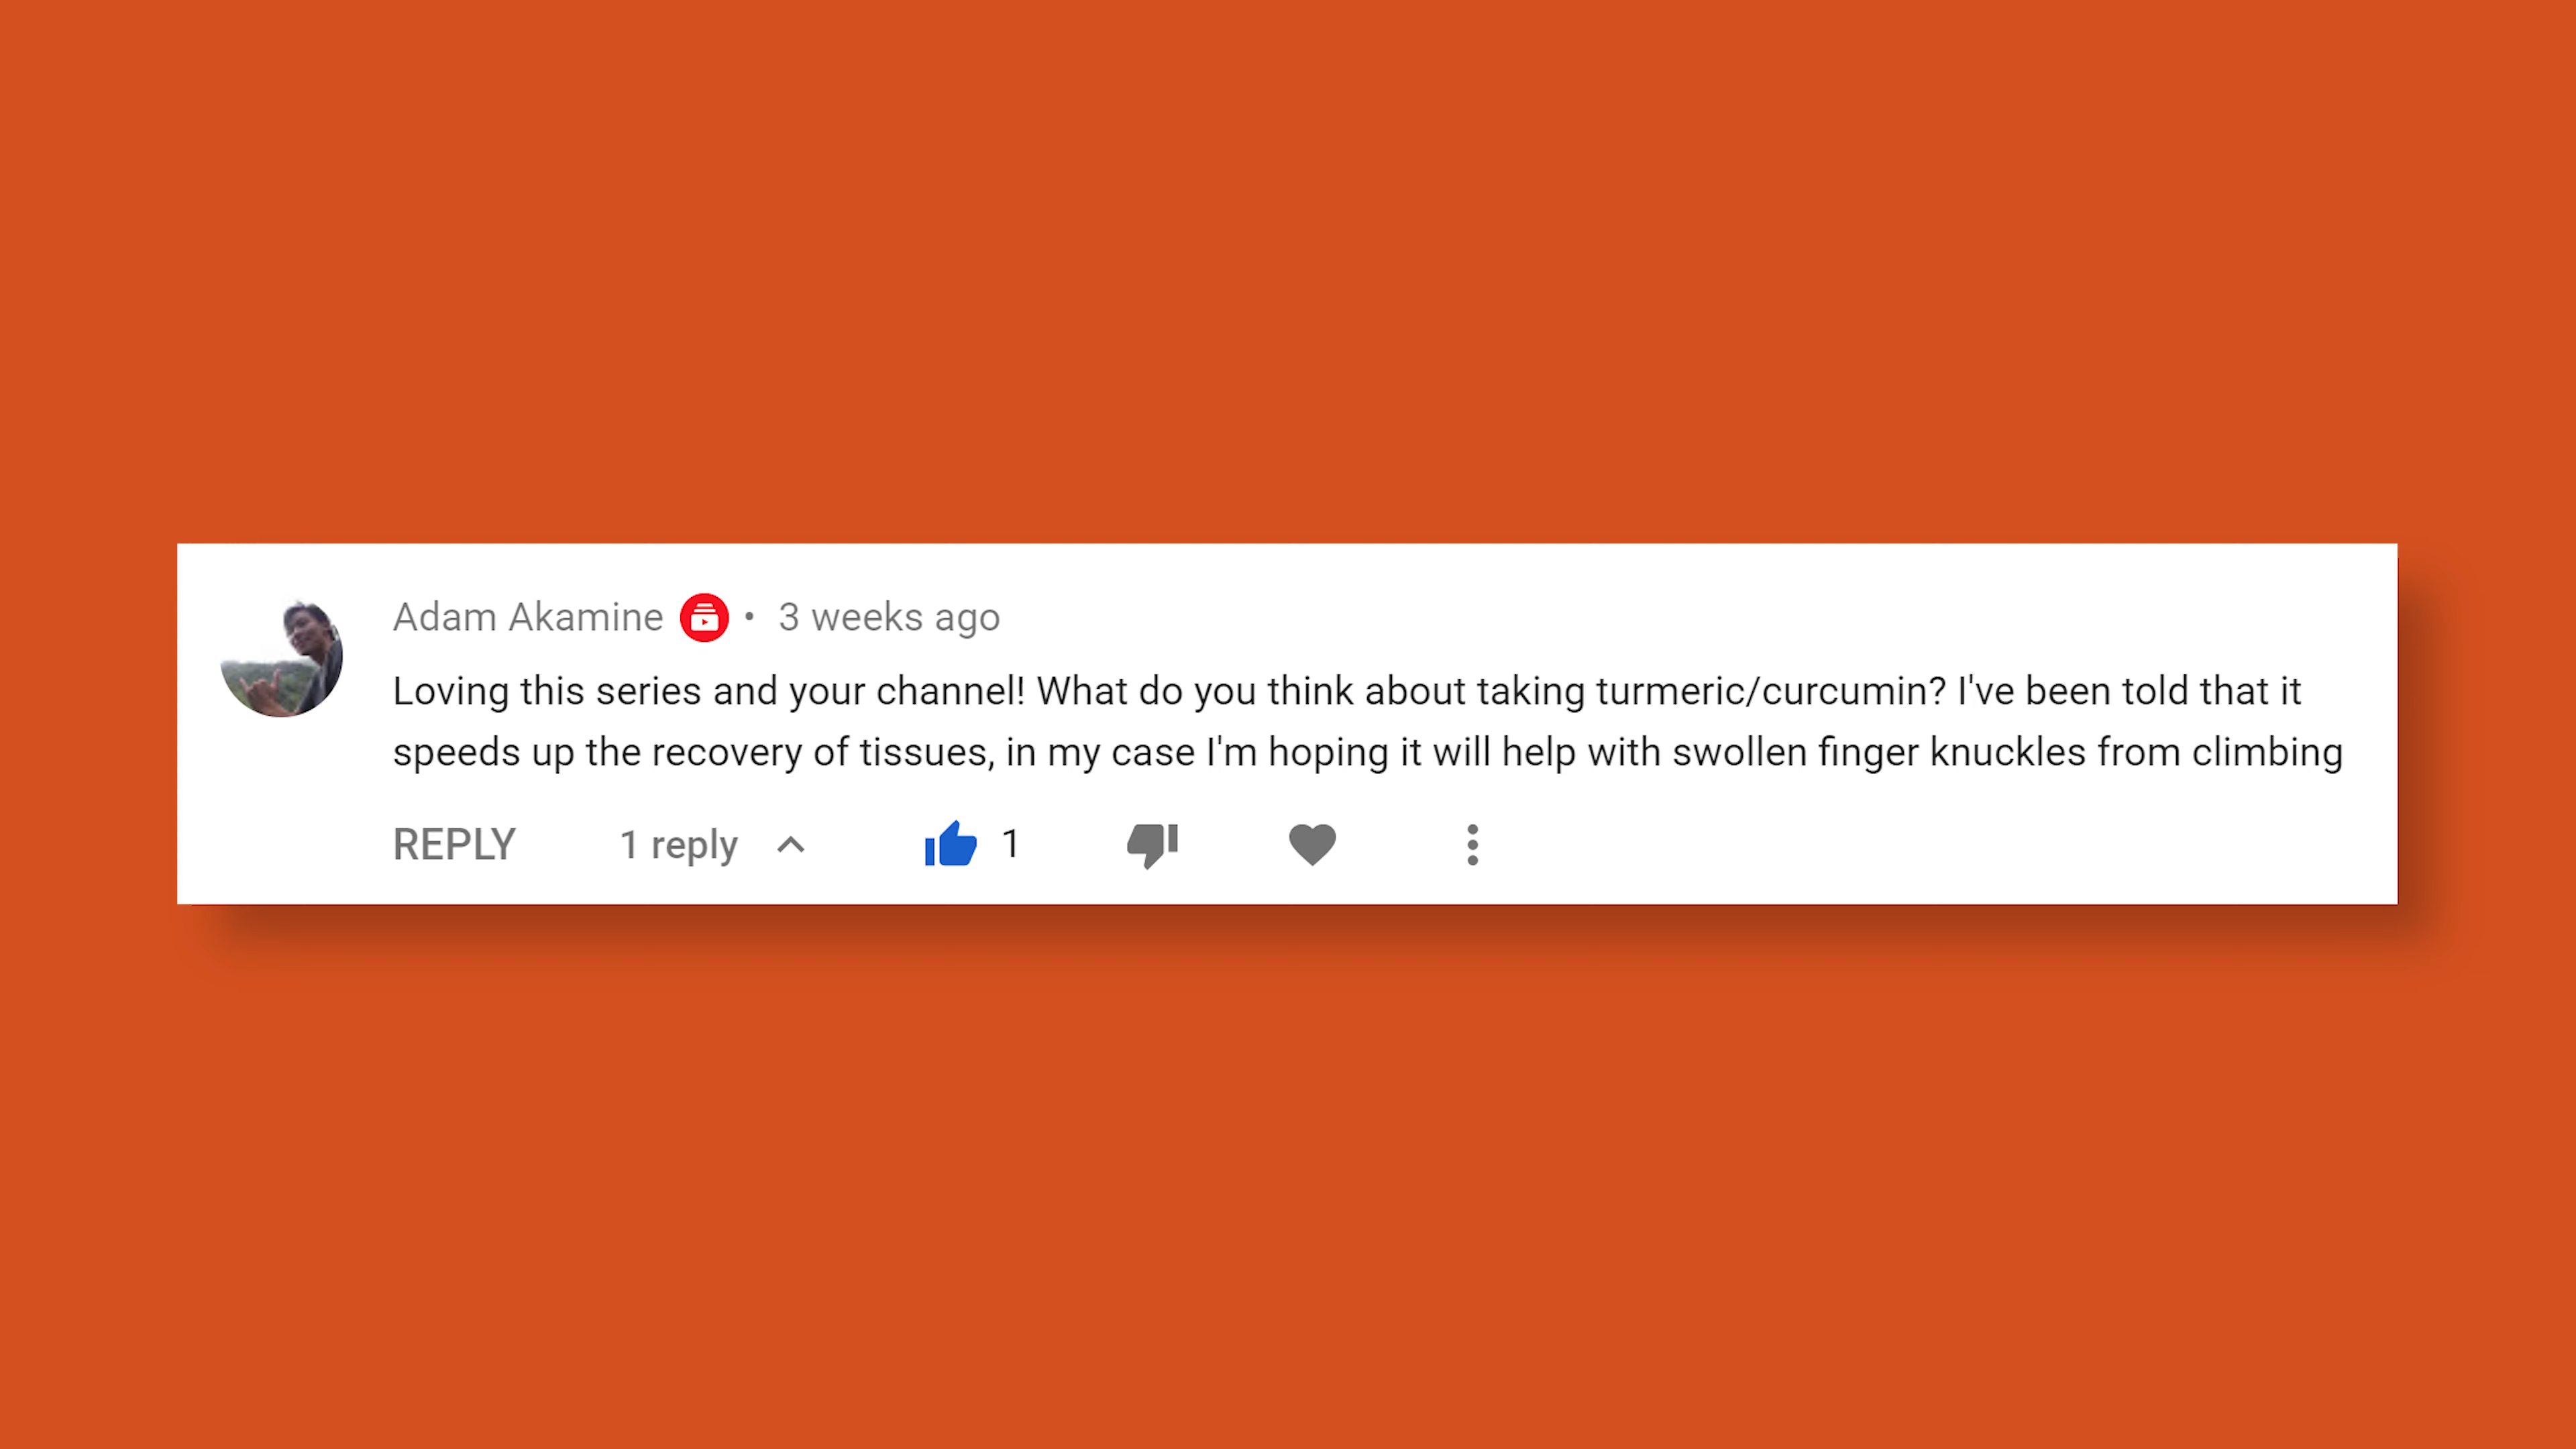 Adam Akamine • 3 weeks ago
Loving this series and your channel! What do you think about taking turmeric/curcumin? I've been told that it
speeds up the recovery of tissues, in my case I'm hoping it will help with swollen finger knuckles from climbing
REPLY 1 reply 1